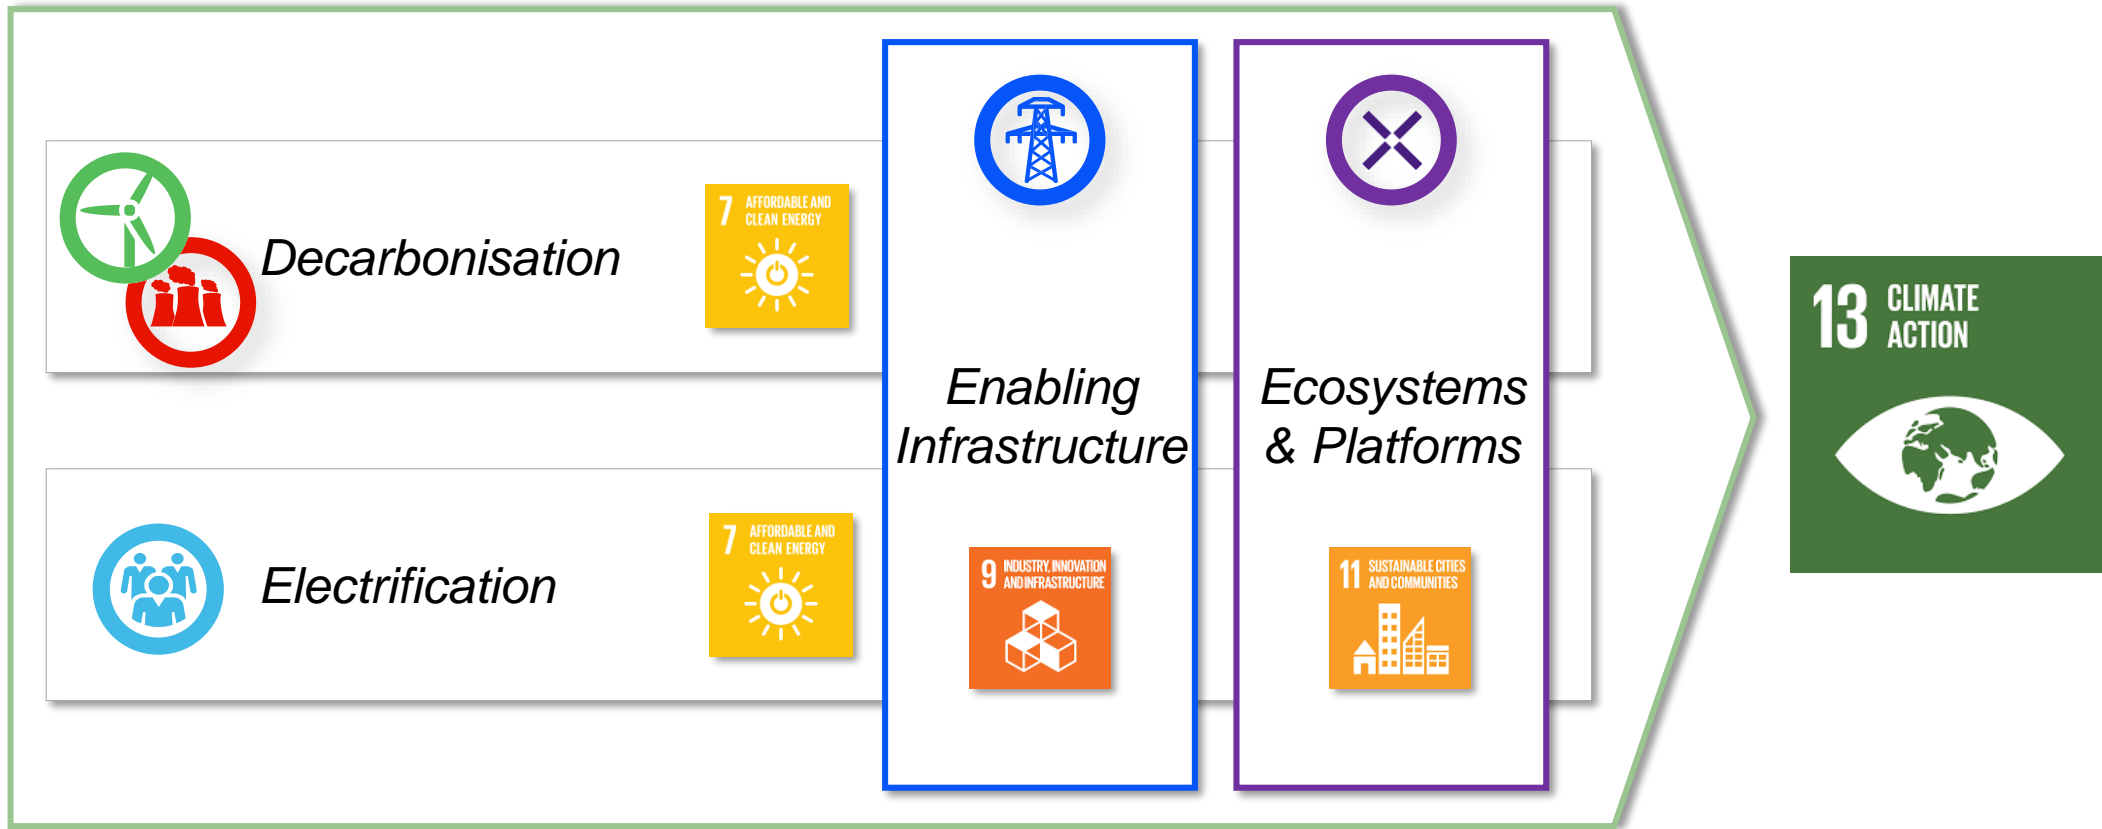 Decarbonisation
7 AFFORDABLE AND
CLEAN ENERGY
Electrification
7 AFFORDABLE AND
CLEAN ENERGY
Enabling
Infrastructure
9 INDUSTRY, INNOVATION
AND INFRASTRUCTURE
Ecosystems
& Platforms
11 SUSTAINABLE CITIES
AND COMMUNITIES
13 CLIMATE
ACTION